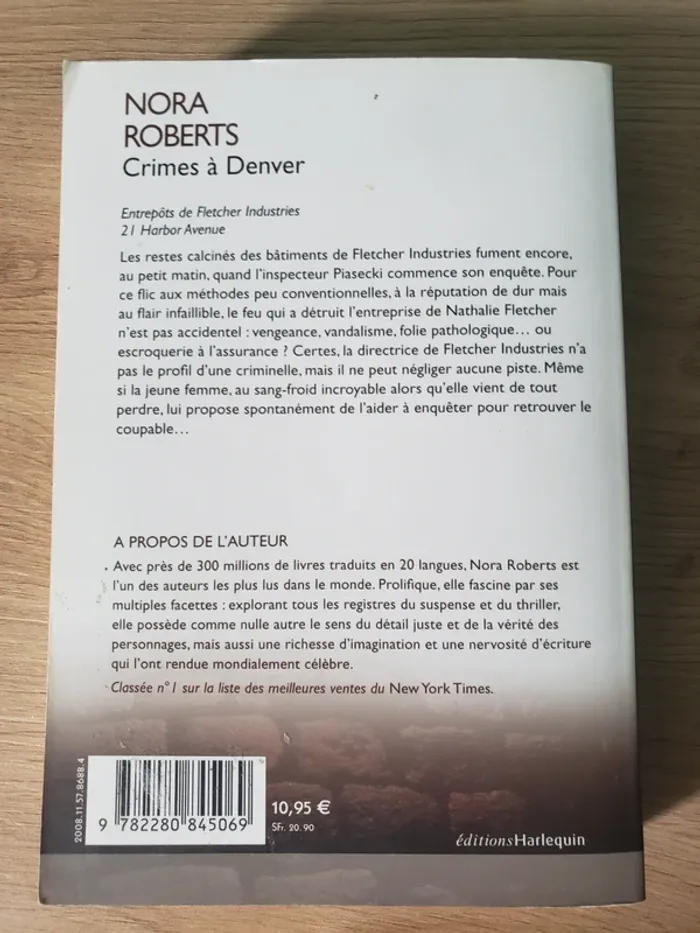 NORA
ROBERTS
Crimes à Denver
Entrepôts de Fletcher Industries
21 Harbor Avenue
Les restes calcinés des bâtiments de Fletcher Industries fument encore,
au petit matin, quand l'inspecteur Piasecki commence son enquête. Pour
ce flic aux méthodes peu conventionnelles, à la réputation de dur mais
au flair infaillible, le feu qui a détruit l'entreprise de Nathalie Fletcher
n'est pas accidentel : vengeance, vandalisme, folie pathologique... ou
escroquerie à l'assurance ? Certes, la directrice de Fletcher Industries n'a
pas le profil d'une criminelle, mais il ne peut négliger aucune piste. Même
si la jeune femme, au sang-froid incroyable alors qu'elle vient de tout
perdre, lui propose spontanément de l'aider à enquêter pour retrouver le
coupable...
A PROPOS DE L'AUTEUR
Avec près de 300 millions de livres traduits en 20 langues, Nora Roberts est
l'un des auteurs les plus lus dans le monde. Prolifique, elle fascine par ses
multiples facettes : explorant tous les registres du suspense et du thriller,
elle possède comme nulle autre le sens du détail juste et de la vérité des
personnages, mais aussi une richesse d'imagination et une nervosité d'écriture
qui l'ont rendue mondialement célèbre.
Classée n°1 sur la liste des meilleures ventes du New York Times.
2008.11.57.8688.4
9 782280 845069
10,95 €
SFr. 20.90
éditionsHarlequin